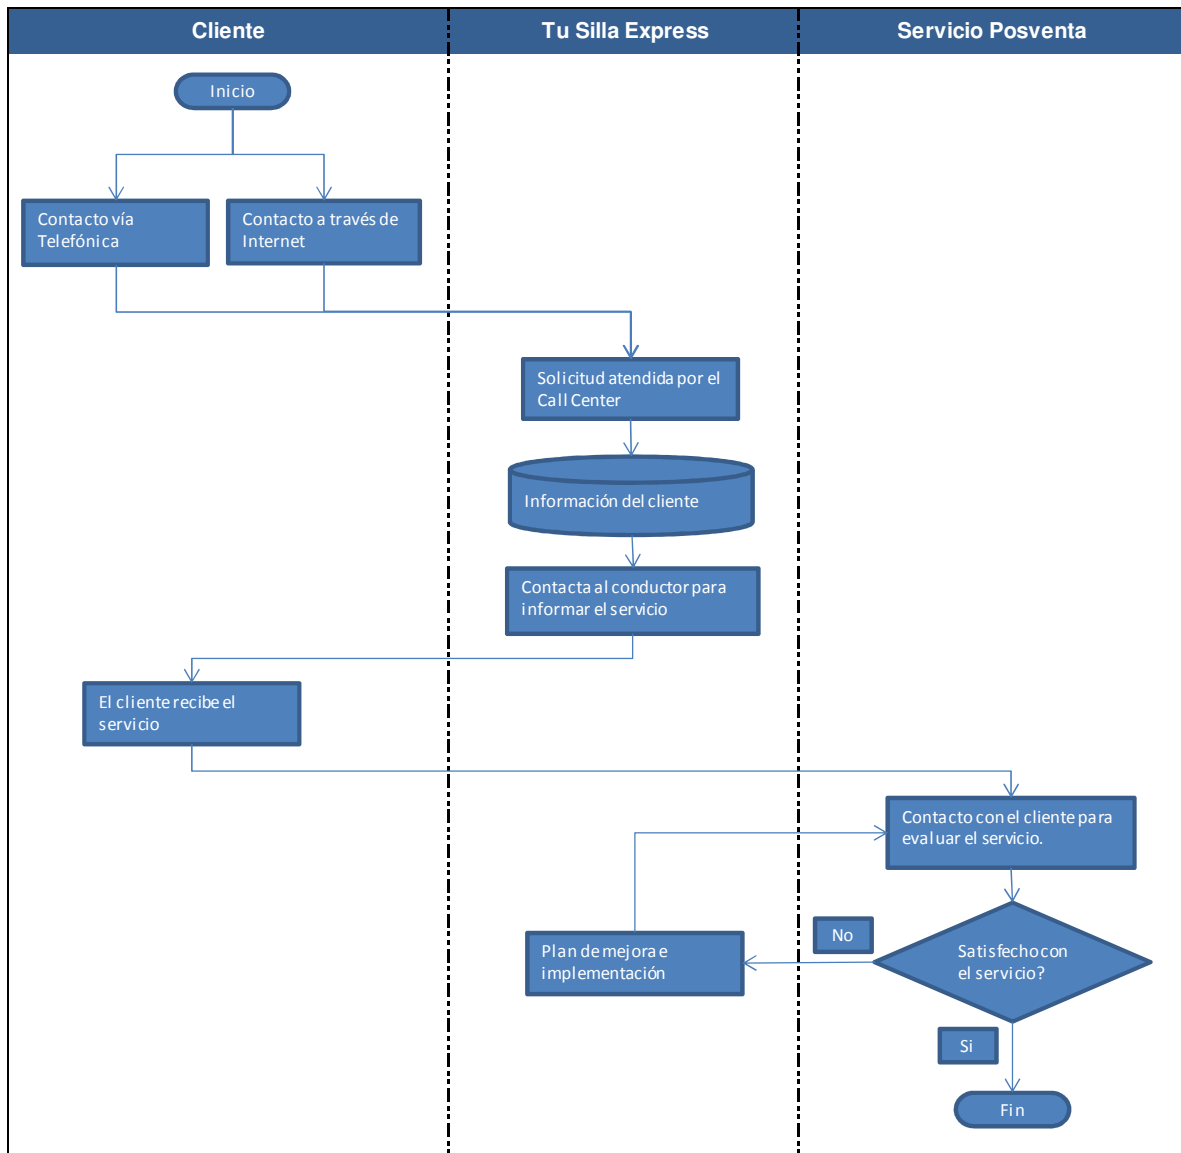 Cliente
Tu Silla Express
Servicio Posventa
Inicio
Contacto vía
Telefónica
Contacto a través de
Internet
Solicitud atendida por el
Call Center
Información del cliente
Contacta al conductor para
informar el servicio
El cliente recibe el
servicio
Contacto con el cliente para
evaluar el servicio.
No
Satisfecho con
el servicio?
Plan de mejora e
implementación
Si
Fin